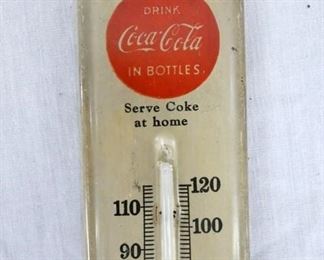 DRINK
Coca-Cola
IN BOTTLES.
Serve Coke
at home
120
110
100
90